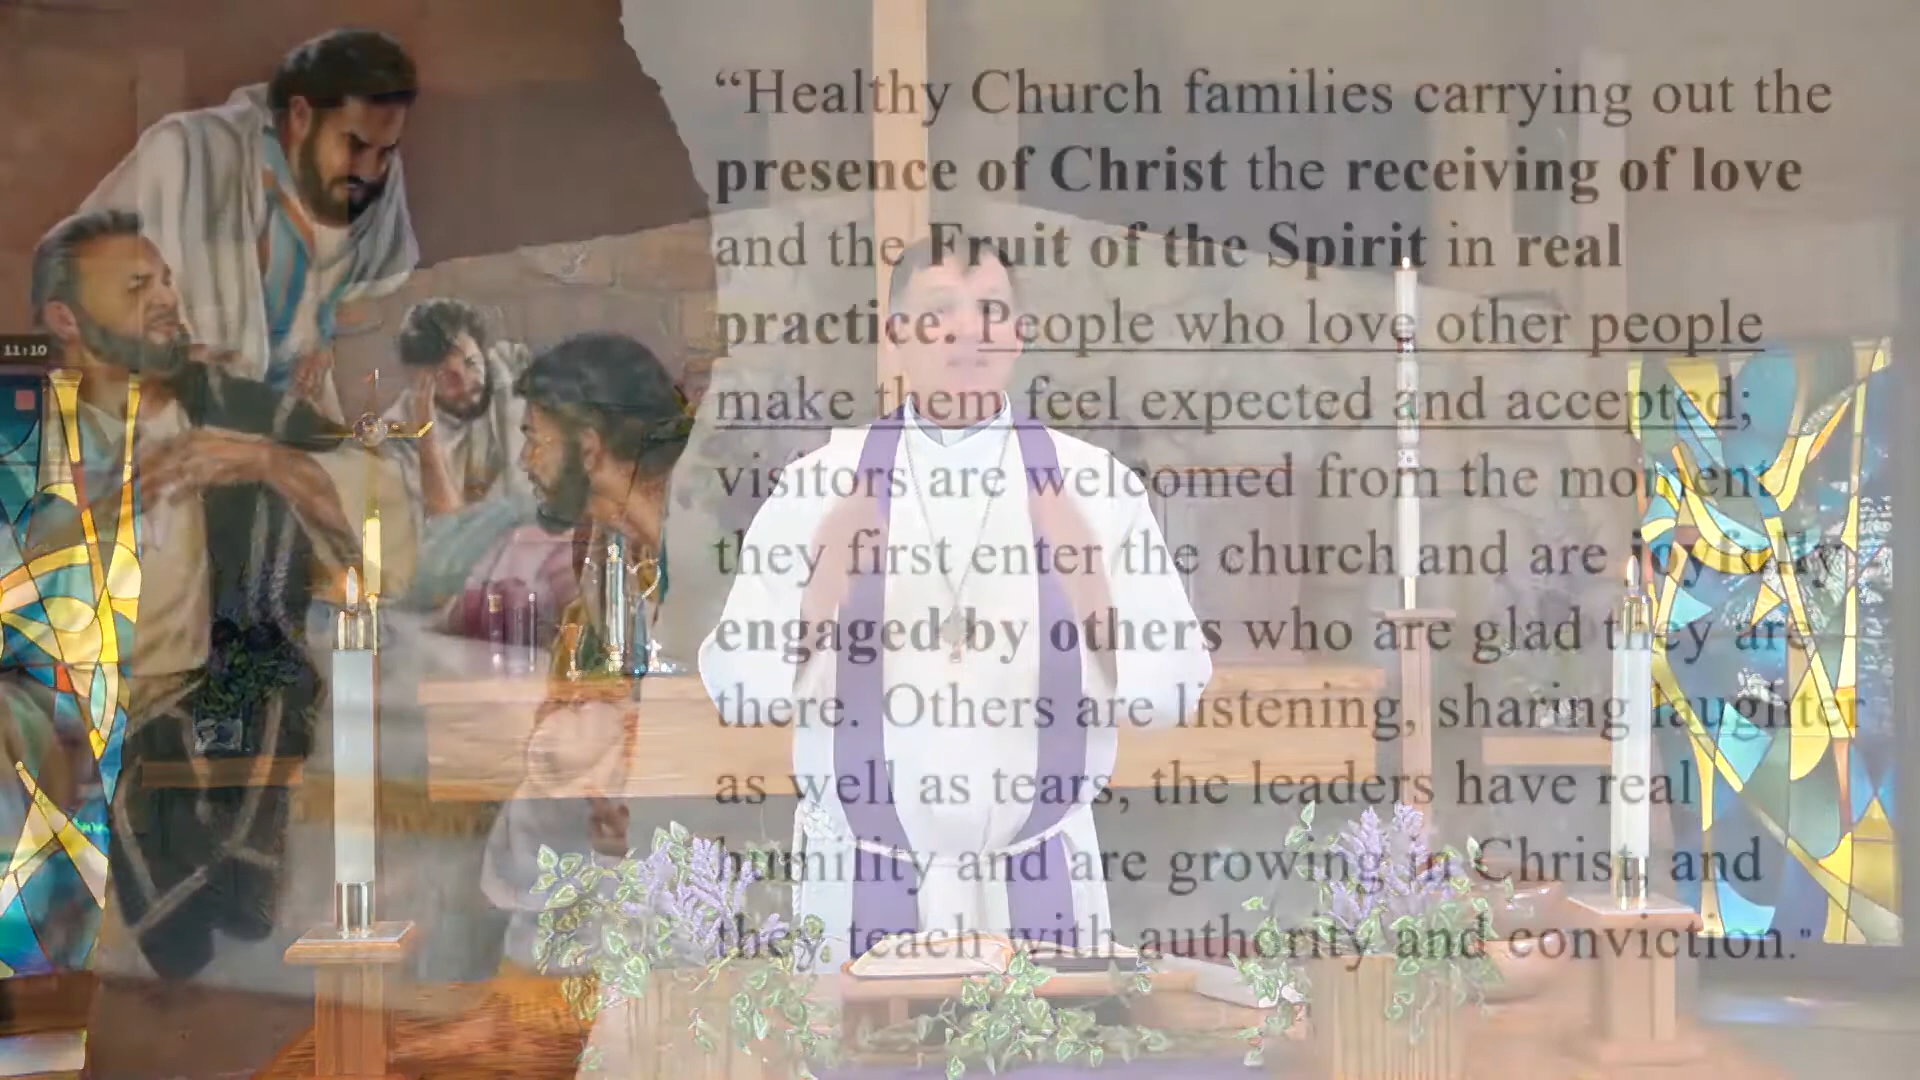 “Healthy Church families carrying out the
presence of Christ the receiving of love
and the Fruit of the Spirit in real
practice. People who love other people
make them feel expected and accepted;
visitors are welcomed from the moment
they first enter the church and are joyfully
engaged by others who are glad they are
there. Others are listening, sharing laughter
as well as tears, the leaders have real
humility and are growing in Christ, and
they teach with authority and conviction."
11:10